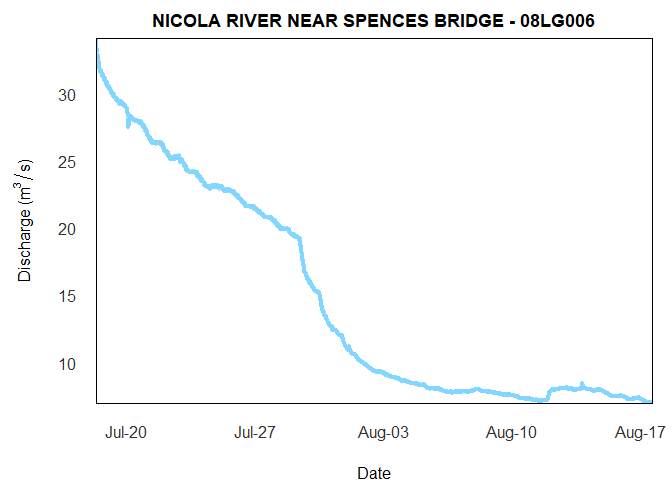 NICOLA RIVER NEAR SPENCES BRIDGE - 08LG006
Discharge (m³/s)
30
25
20
15
10
Jul-20 Jul-27 Aug-03 Aug-10 Aug-17
Date